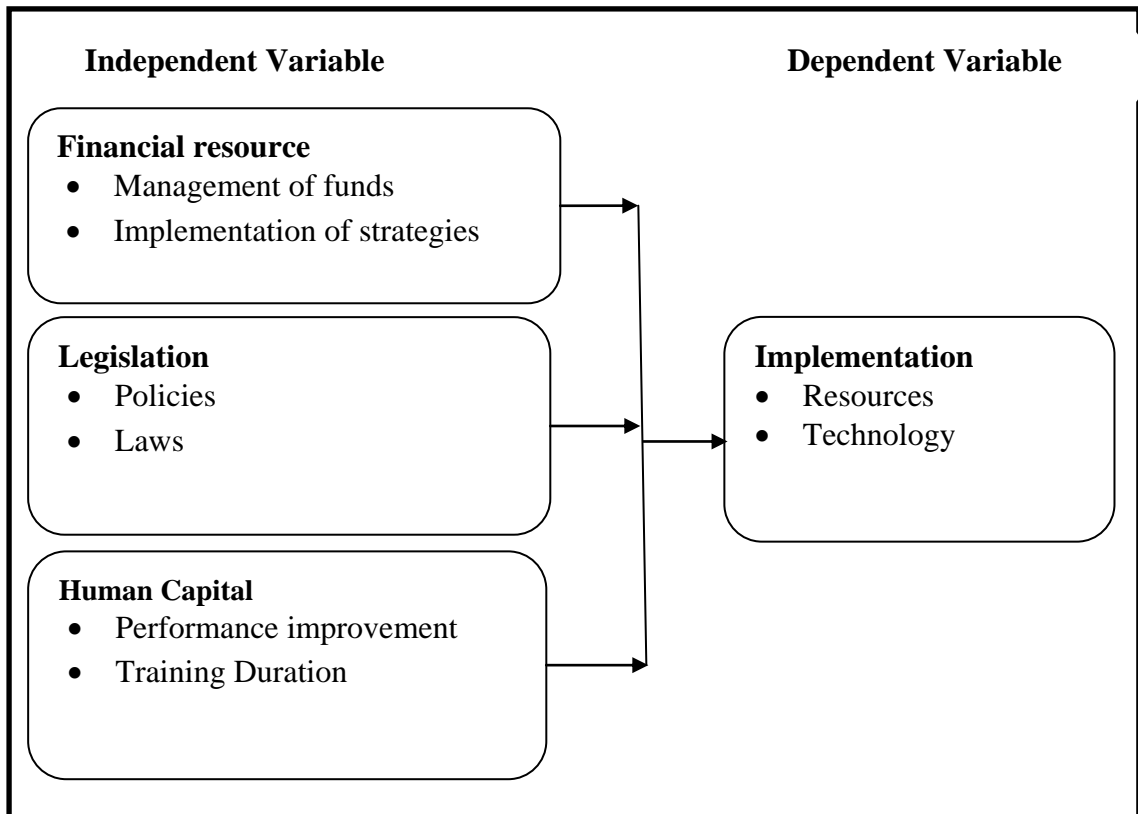 Independent Variable
Dependent Variable
Financial resource
• Management of funds
• Implementation of strategies
Legislation
• Policies
• Laws
Human Capital
• Performance improvement
• Training Duration
Implementation
• Resources
• Technology